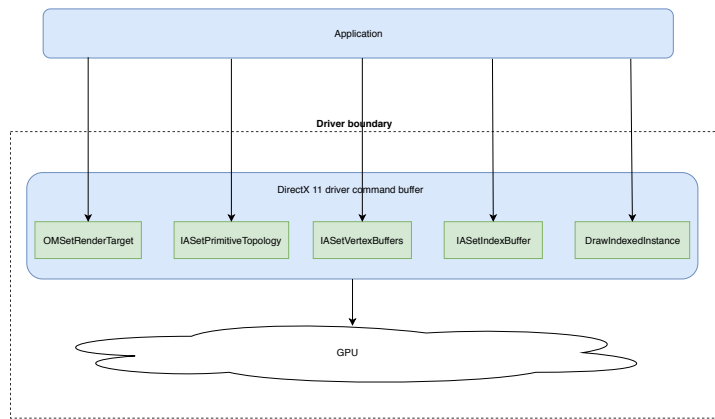 Application
Driver boundary
DirectX 11 driver command buffer
OMSetRenderTarget
IASetPrimitiveTopology
IASetVertexBuffers
IASetIndexBuffer
DrawIndexedInstance
GPU